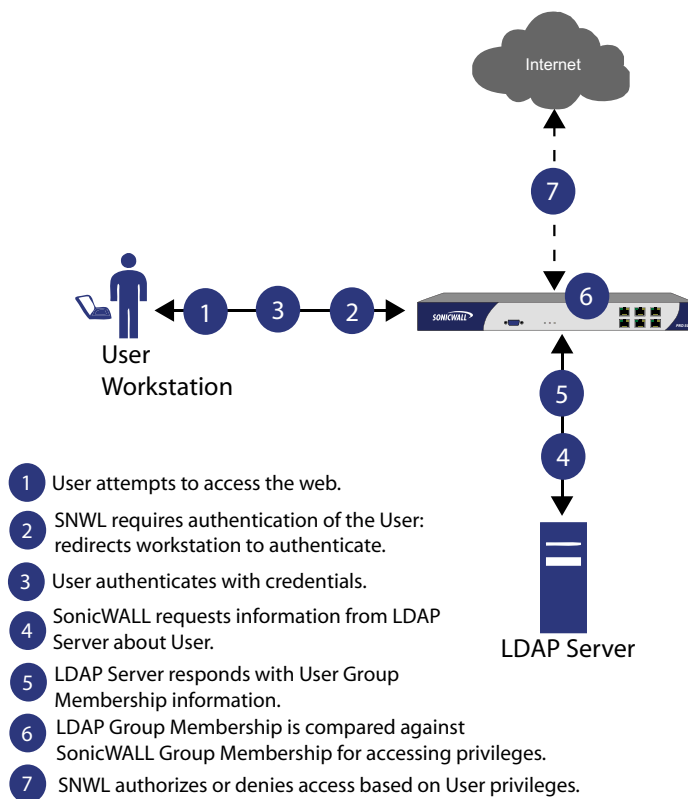 Internet
7
6
SONICWALL
1
3
2
User
Workstation
5
4
LDAP Server
1 User attempts to access the web.
2 SNWL requires authentication of the User:
redirects workstation to authenticate.
3 User authenticates with credentials.
4 SonicWALL requests information from LDAP
Server about User.
5 LDAP Server responds with User Group
Membership information.
6 LDAP Group Membership is compared against
SonicWALL Group Membership for accessing privileges.
7 SNWL authorizes or denies access based on User privileges.